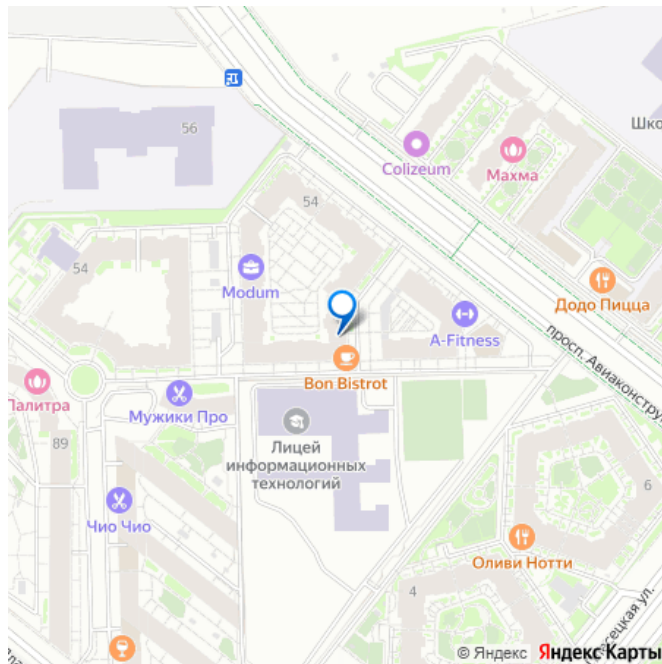 56
Шко
Colizeum
Махма
54
54
Modum
Додо Пицца
A-Fitness
просп. Авиаконстру
Bon Bistrot
Палитра
Мужики Про
Лицей
информационных
технологий
89
6
Чио Чио
Оливи Нотти
4
сецкая ул.
© Яндекс Яндекс Карты